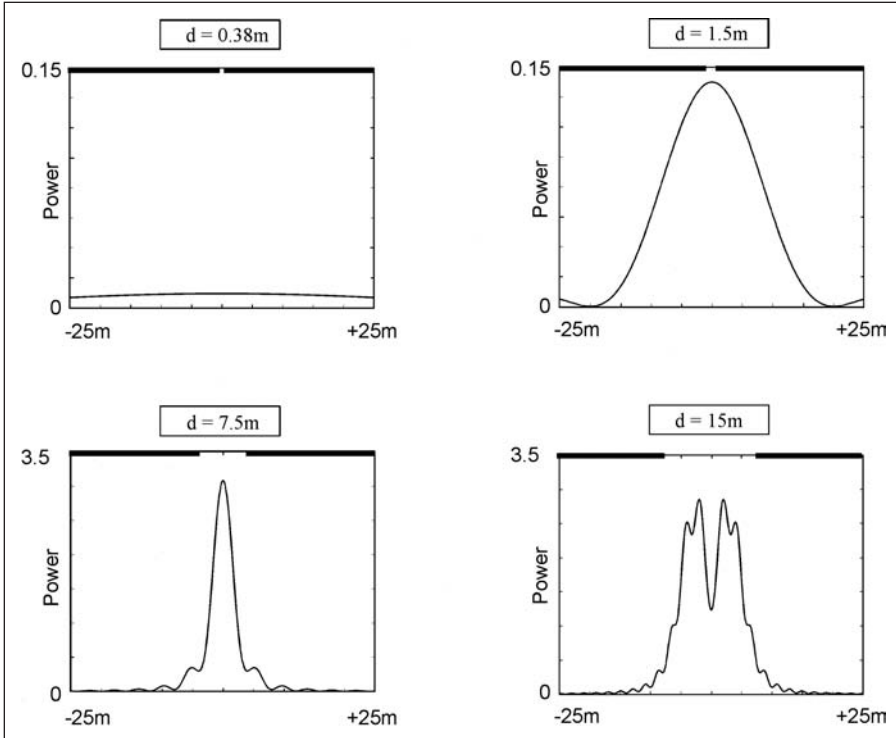 d = 0.38m
0.15
Power
0
-25m
+25m
d = 1.5m
0.15
Power
0
-25m
+25m
d = 7.5m
3.5
Power
0
-25m
+25m
d = 15m
3.5
Power
0
-25m
+25m